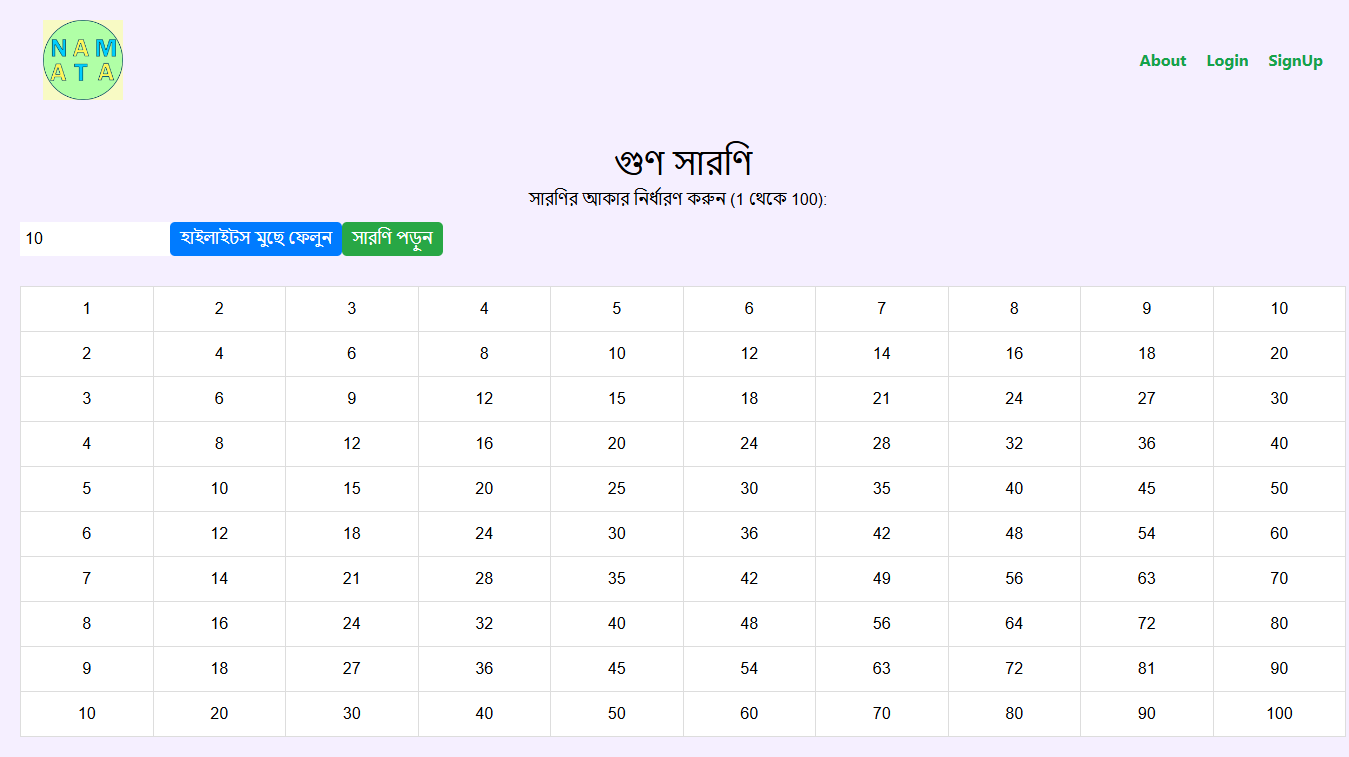 NAM
ATA
About Login SignUp
গুণ সারণি
সারণির আকার নির্ধারণ করুন (1 থেকে 100):
10 হাইলাইটস মুছে ফেলুন সারণি পড়ুন
1 2 3 4 5 6 7 8 9 10
2 4 6 8 10 12 14 16 18 20
3 6 9 12 15 18 21 24 27 30
4 8 12 16 20 24 28 32 36 40
5 10 15 20 25 30 35 40 45 50
6 12 18 24 30 36 42 48 54 60
7 14 21 28 35 42 49 56 63 70
8 16 24 32 40 48 56 64 72 80
9 18 27 36 45 54 63 72 81 90
10 20 30 40 50 60 70 80 90 100